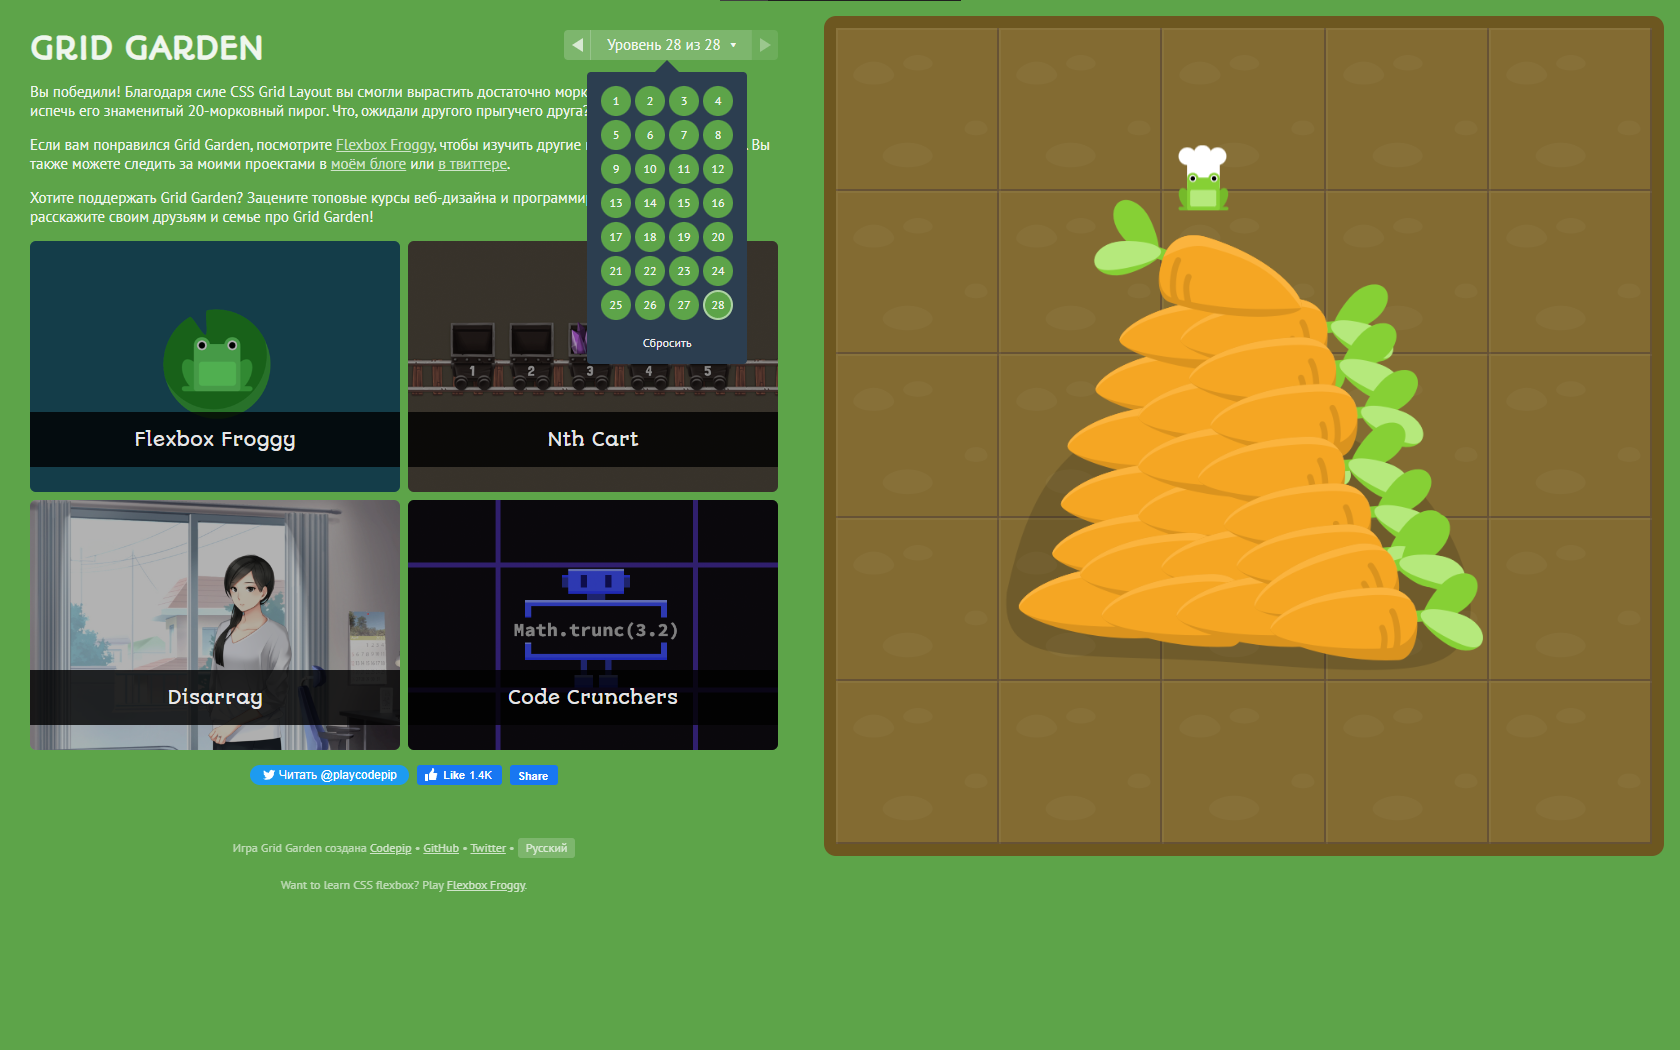 GRID GARDEN
Уровень 28 из 28
Вы победили! Благодаря силе CSS Grid Layout вы смогли вырастить достаточно
испечь его знаменитый 20-морковный пирог. Что, ожидали другого прыгучего друга?
Если вам понравился Grid Garden, посмотрите Flexbox Froggy, чтобы изучить другие
. Вы
также можете следить за моими проектами в моём блоге или в твиттере.
Хотите поддержать Grid Garden? Зацените топовые курсы веб-дизайна и
расскажите своим друзьям и семье про Grid Garden!
1 2 3 4
5 6 7 8
9 10 11 12
13 14 15 16
17 18 19 20
21 22 23 24
25 26 27 28
Сбросить
1 2 3 4 5
Flexbox Froggy
Nth Cart
Math.trunc(3.2)
Disarray
Code Crunchers
Читать @playcodepip
Like 1.4K
Share
Игра Grid Garden создана Codepip • GitHub • Twitter • Русский
Want to learn CSS flexbox? Play Flexbox Froggy.